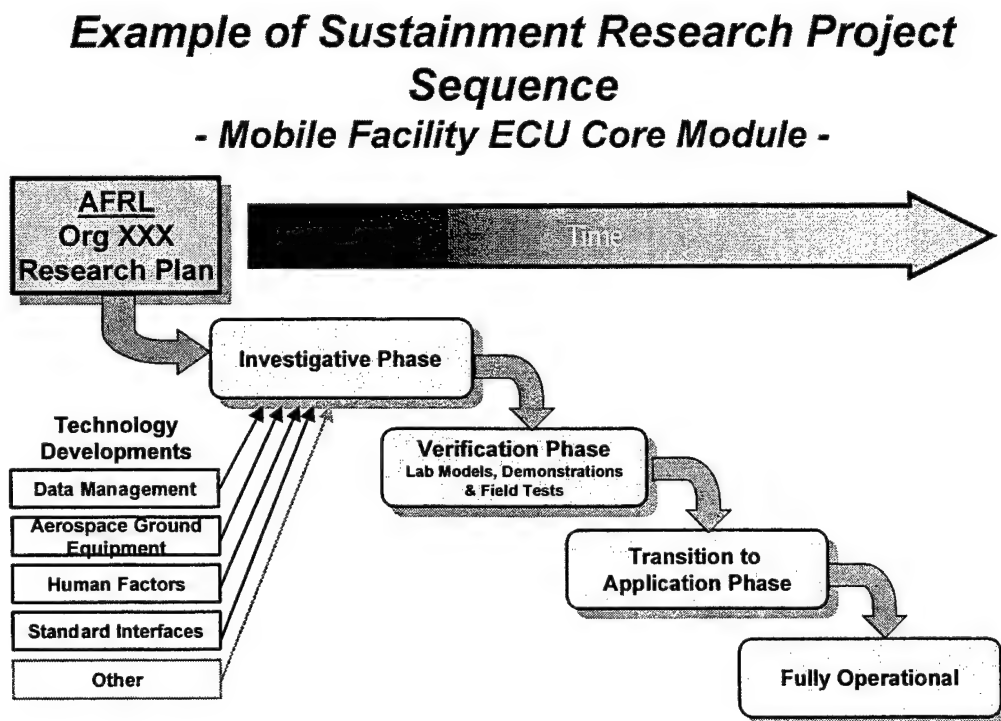 Example of Sustainment Research Project
Sequence
- Mobile Facility ECU Core Module -
AFRL
Org XXX
Research Plan
Time
Investigative Phase
Technology
Developments
Data Management
Aerospace Ground
Equipment
Human Factors
Standard Interfaces
Other
Verification Phase
Lab Models, Demonstrations
& Field Tests
Transition to
Application Phase
Fully Operational